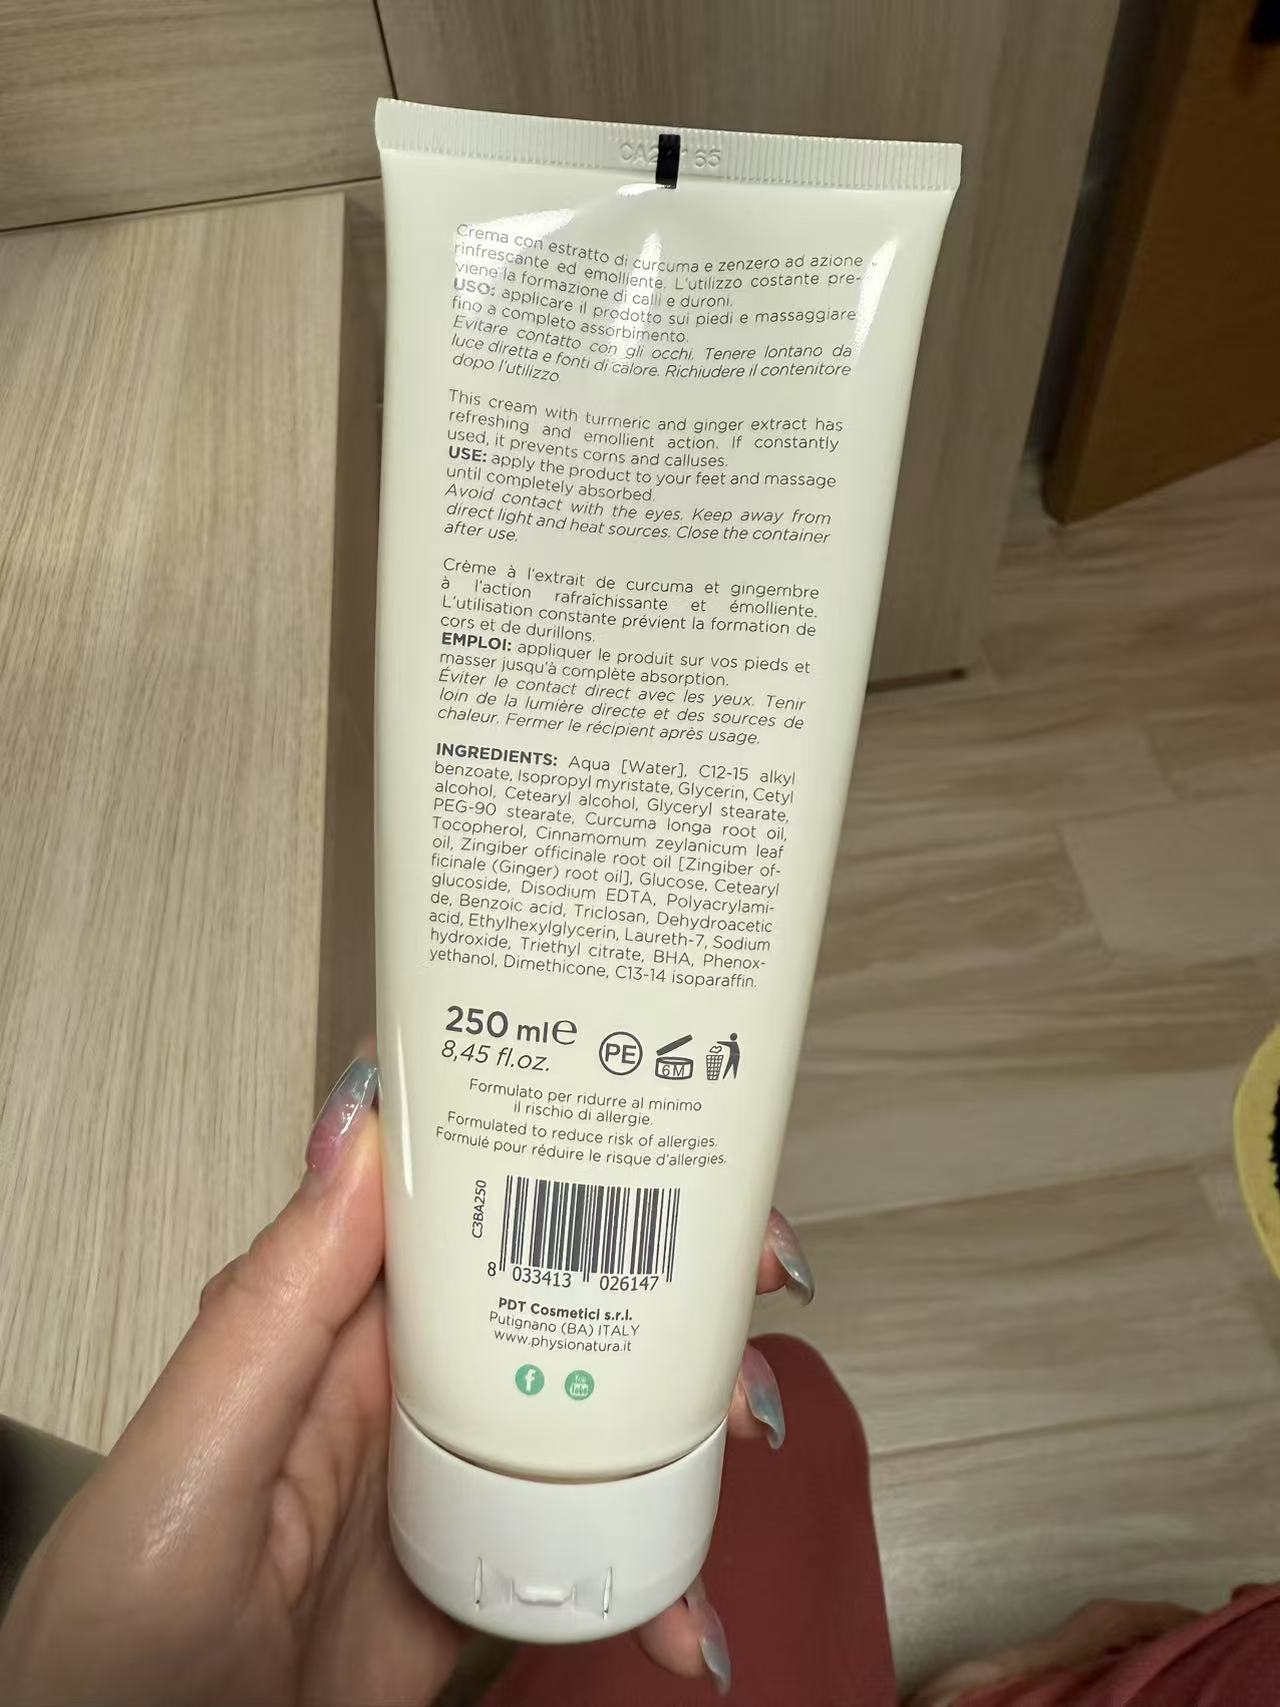 Crema con estratto di curcuma e zenzero ad azione
rinfrescante ed emolliente. L'utilizzo costante pre-
viene la formazione di calli e duroni.
USO: applicare il prodotto sui piedi e massaggiare
fino a completo assorbimento.
Evitare contatto con gli occhi. Tenere lontano da
luce diretta e fonti di calore. Richiudere il contenitore
dopo l'utilizzo
This cream with turmeric and ginger extract has
refreshing and emollient action. If constantly
used, it prevents corns and calluses.
USE: apply the product to your feet and massage
until completely absorbed.
Avoid contact with the eyes. Keep away from
direct light and heat sources. Close the container
after use.
Crème à l'extrait de curcuma et gingembre
à l'action rafraîchissante et émolliente.
L'utilisation constante prévient la formation de
cors et de durillons.
EMPLOI: appliquer le produit sur vos pieds et
masser jusqu'à complète absorption.
Éviter le contact direct avec les yeux. Tenir
loin de la lumière directe et des sources de
chaleur. Fermer le récipient après usage.
INGREDIENTS: Aqua [Water], C12-15 alkyl
benzoate, Isopropyl myristate, Glycerin, Cetyl
alcohol, Cetearyl alcohol, Glyceryl stearate,
PEG-90 stearate, Curcuma longa root oil,
Tocopherol, Cinnamomum zeylanicum leaf
oil, Zingiber officinale root oil [Zingiber of-
ficinale (Ginger) root oil], Glucose, Cetearyl
glucoside, Disodium EDTA, Polyacrylami-
de, Benzoic acid, Triclosan, Dehydroacetic
acid, Ethylhexylglycerin, Laureth-7, Sodium
hydroxide, Triethyl citrate, BHA, Phenox-
yethanol, Dimethicone, C13-14 isoparaffin.
250 ml e
8,45 fl.oz.
PE
6M
Formulato per ridurre al minimo
il rischio di allergie.
Formulated to reduce risk of allergies.
Formulé pour réduire le risque d'allergies.
C3BA250
8 033413 026147
PDT Cosmetici s.r.l.
Putignano (BA) ITALY
www.physionatura.it
f
You Tube